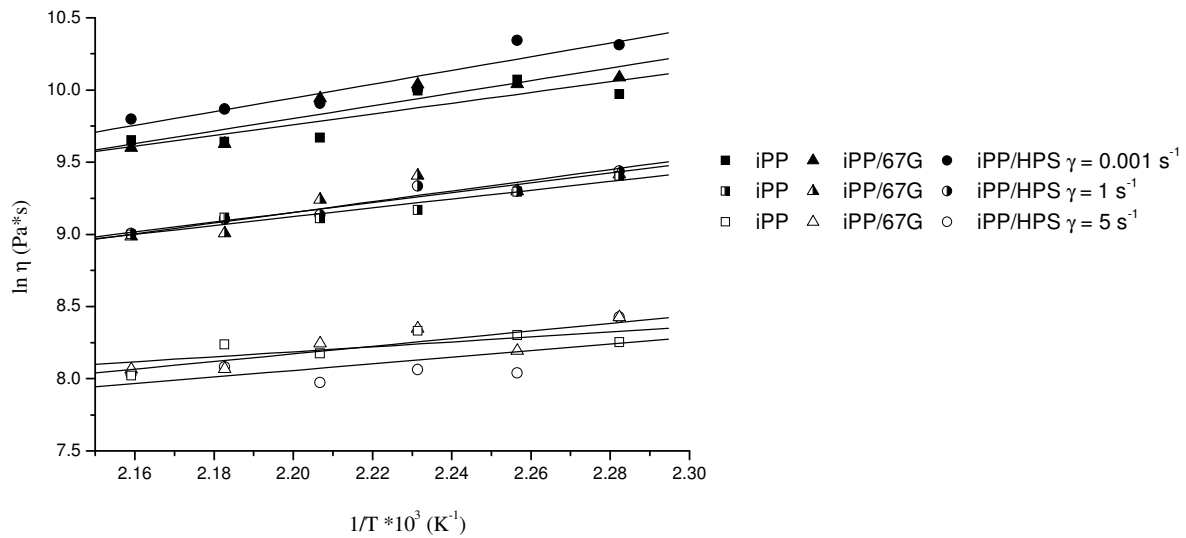 10.5
10.0
9.5
9.0
8.5
8.0
7.5
ln η (Pa*s)
2.16 2.18 2.20 2.22 2.24 2.26 2.28 2.30
1/T *10³ (K⁻¹)
iPP iPP/67G iPP/HPS γ = 0.001 s⁻¹
iPP iPP/67G iPP/HPS γ = 1 s⁻¹
iPP iPP/67G iPP/HPS γ = 5 s⁻¹